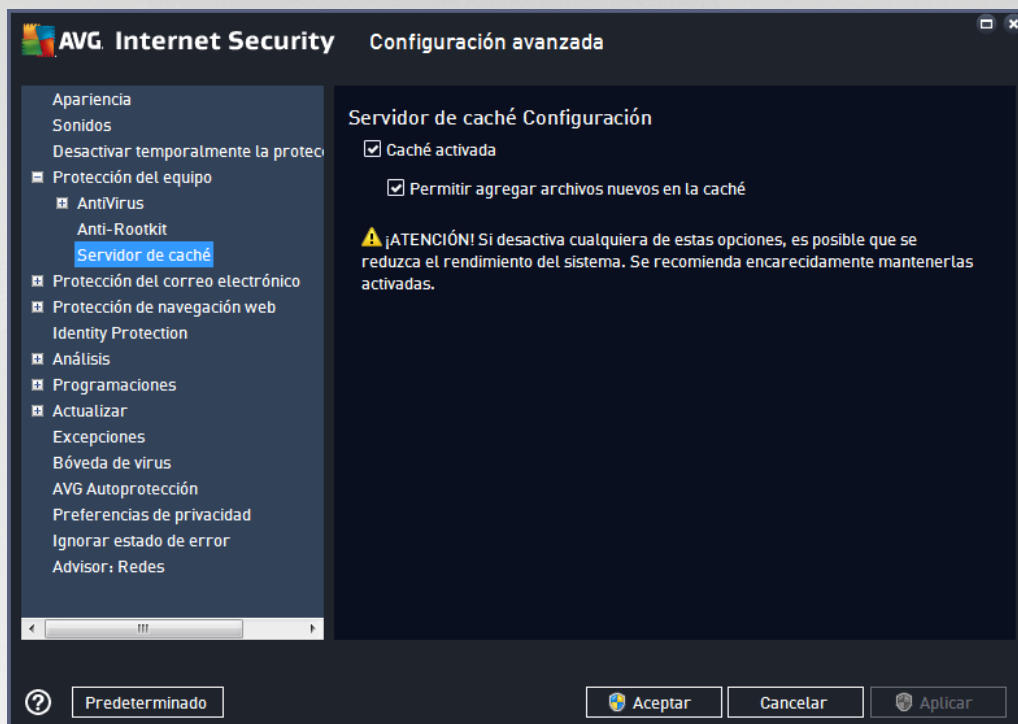 AVG. Internet Security Configuración avanzada
Apariencia
Sonidos
Desactivar temporalmente la protec
Protección del equipo
AntiVirus
Anti-Rootkit
Servidor de caché
Protección del correo electrónico
Protección de navegación web
Identity Protection
Análisis
Programaciones
Actualizar
Excepciones
Bóveda de virus
AVG Autoprotección
Preferencias de privacidad
Ignorar estado de error
Advisor: Redes
Servidor de caché Configuración
Caché activada
Permitir agregar archivos nuevos en la caché
¡ATENCIÓN! Si desactiva cualquiera de estas opciones, es posible que se
reduzca el rendimiento del sistema. Se recomienda encarecidamente mantenerlas
activadas.
Predeterminado
Aceptar
Cancelar
Aplicar